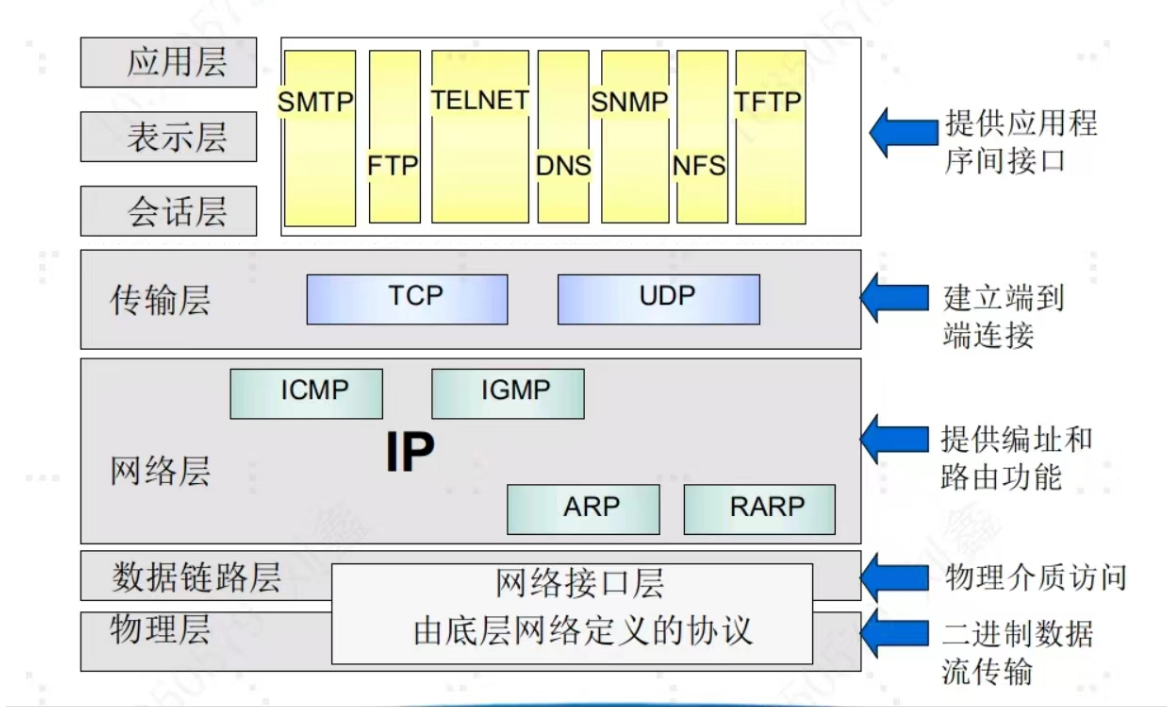 应用层
表示层
会话层
SMTP
FTP
TELNET
DNS
SNMP
NFS
TFTP
提供应用程
序间接口
传输层
TCP
UDP
建立端到
端连接
网络层
ICMP
IGMP
IP
ARP
RARP
提供编址和
路由功能
数据链路层
网络接口层
物理介质访问
物理层
由底层网络定义的协议
二进制数据
流传输